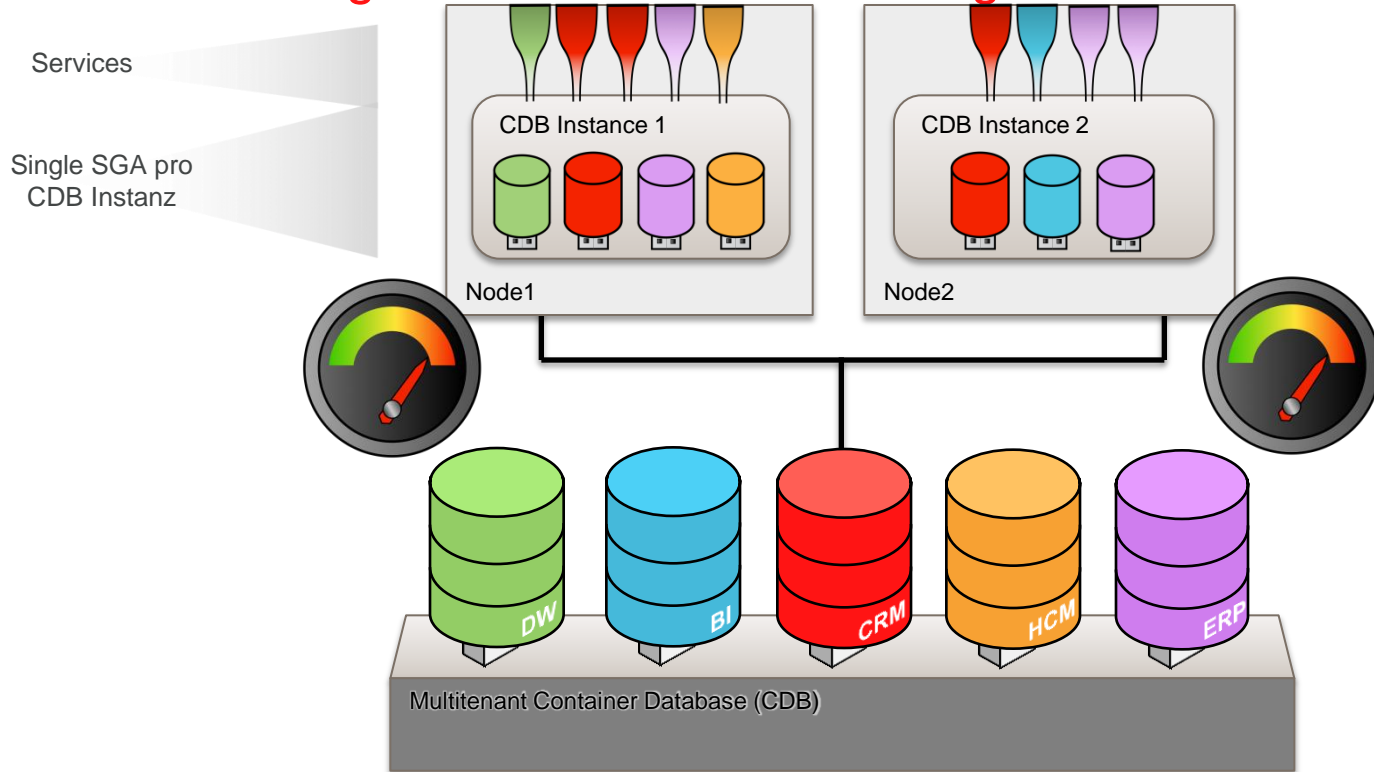 Services
Single SGA pro
CDB Instanz
CDB Instance 1
CDB Instance 2
Node1
Node2
DW
BI
CRM
HCM
ERP
Multitenant Container Database (CDB)